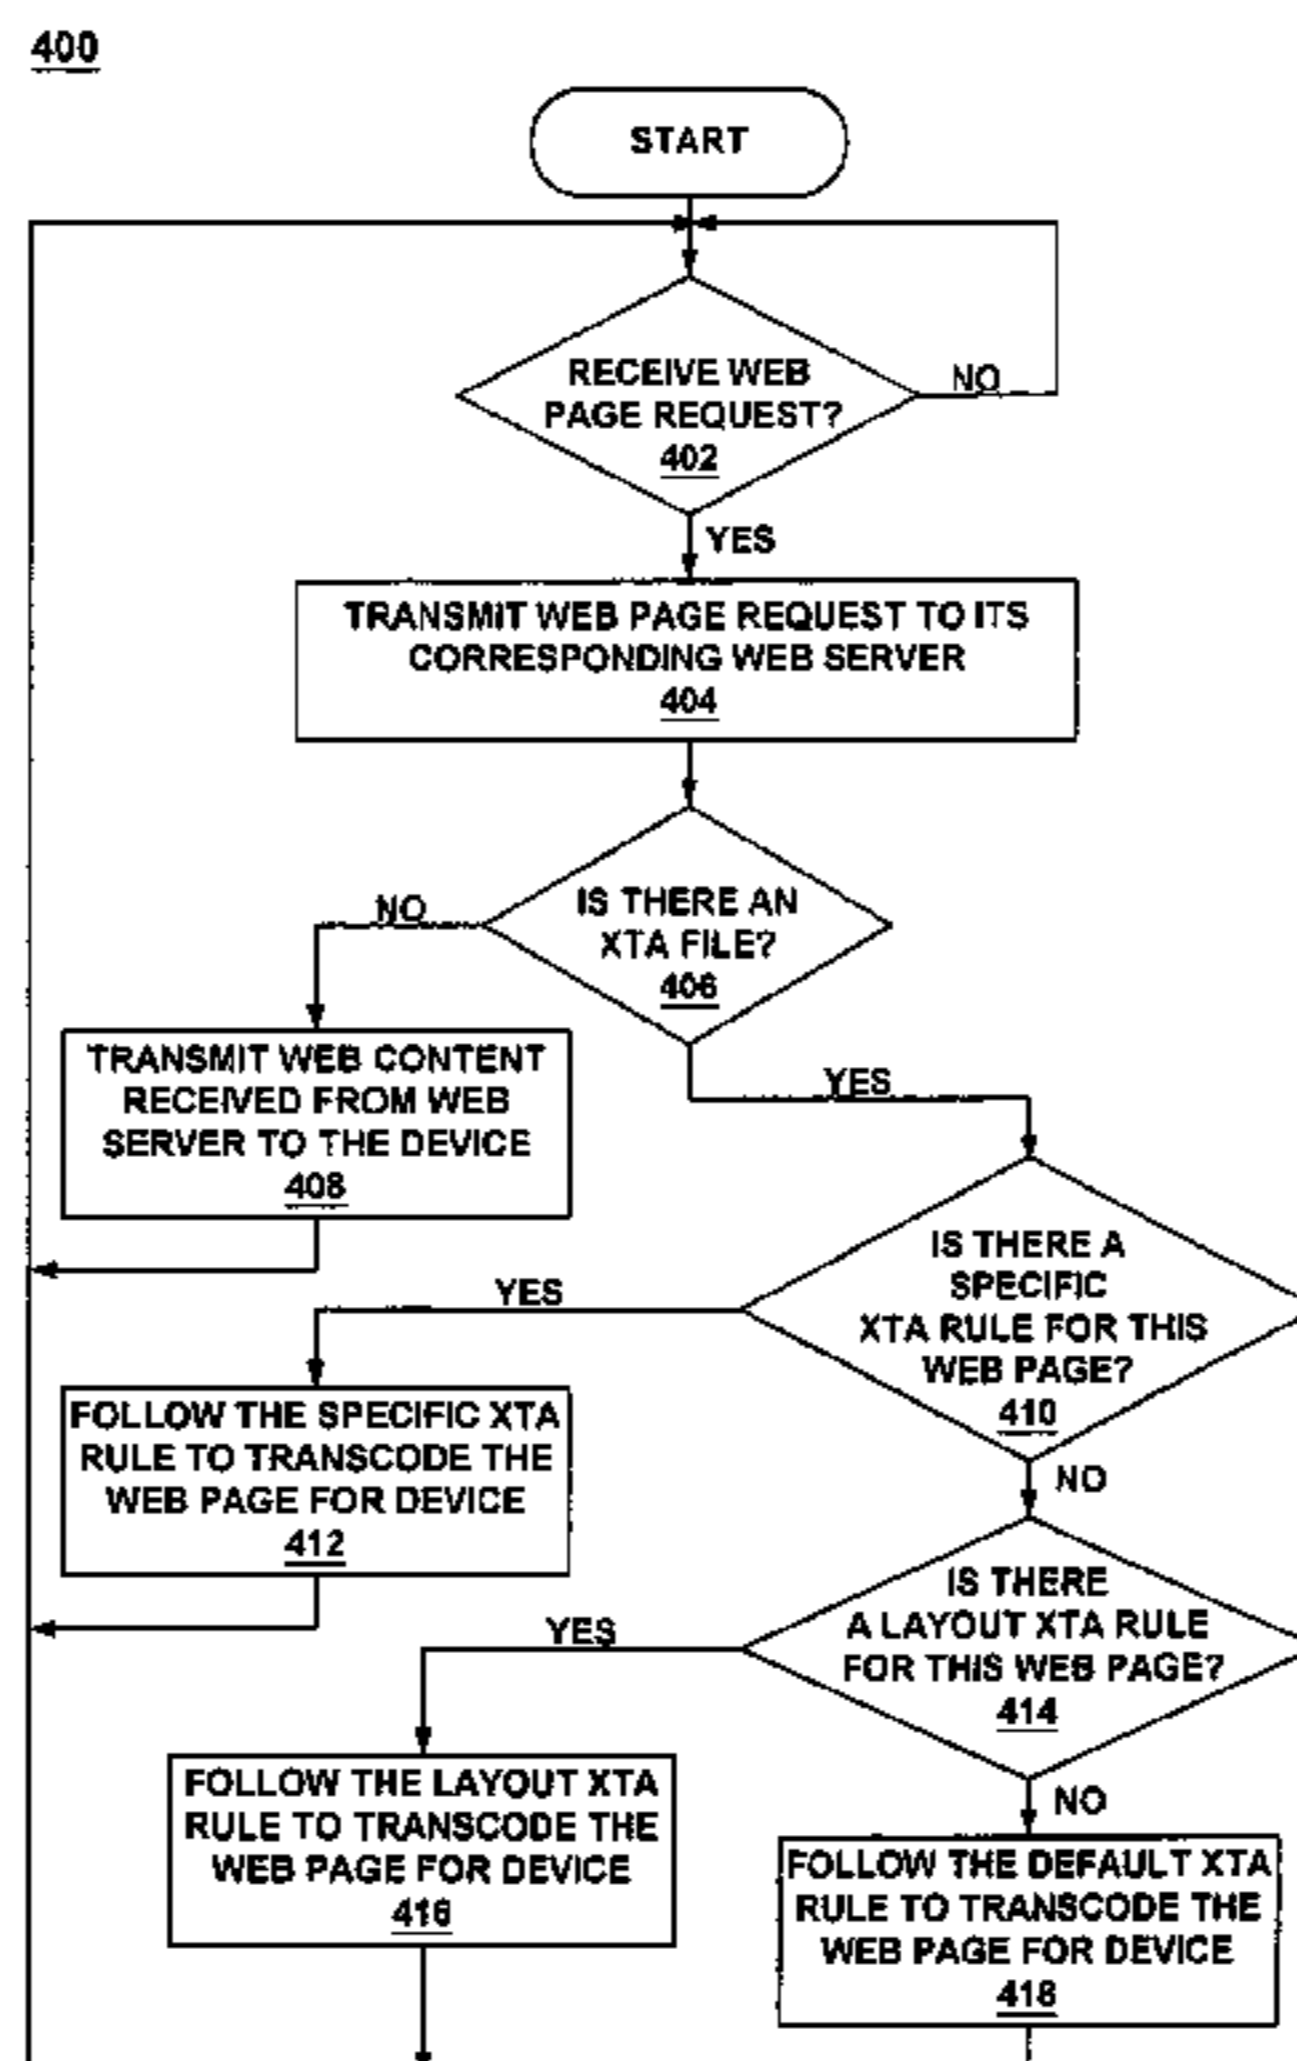 400
START
RECEIVE WEB
PAGE REQUEST?
402
NO
YES
TRANSMIT WEB PAGE REQUEST TO ITS
CORRESPONDING WEB SERVER
404
IS THERE AN
XTA FILE?
406
NO
YES
TRANSMIT WEB CONTENT
RECEIVED FROM WEB
SERVER TO THE DEVICE
408
IS THERE A
SPECIFIC
XTA RULE FOR THIS
WEB PAGE?
410
YES
NO
FOLLOW THE SPECIFIC XTA
RULE TO TRANSCODE THE
WEB PAGE FOR DEVICE
412
IS THERE
A LAYOUT XTA RULE
FOR THIS WEB PAGE?
414
YES
NO
FOLLOW THE LAYOUT XTA
RULE TO TRANSCODE THE
WEB PAGE FOR DEVICE
416
FOLLOW THE DEFAULT XTA
RULE TO TRANSCODE THE
WEB PAGE FOR DEVICE
418